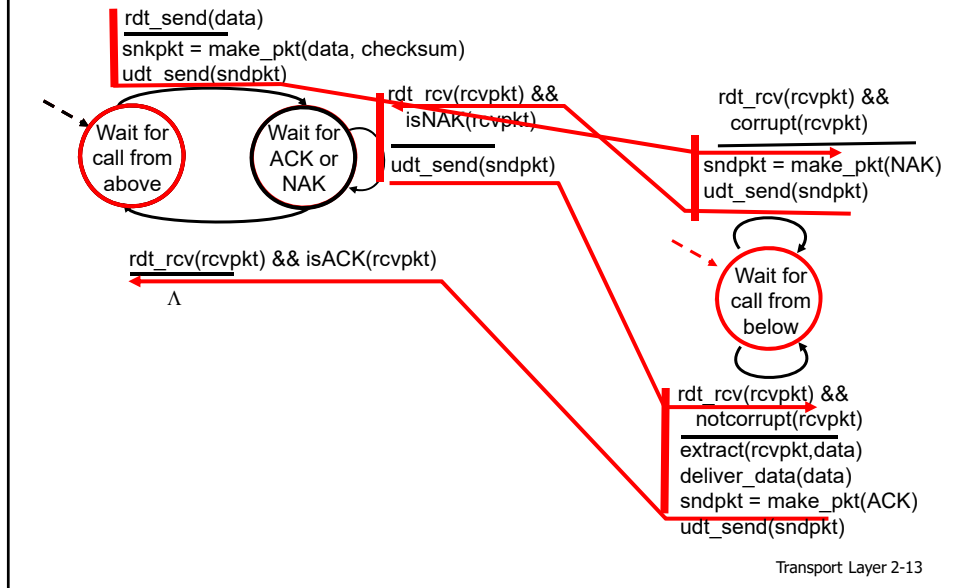 rdt_send(data)
snkpkt = make_pkt(data, checksum)
udt_send(sndpkt)
Wait for
call from
above
Wait for
ACK or
NAK
rdt_rcv(rcvpkt) &&
isNAK(rcvpkt)
udt_send(sndpkt)
rdt_rcv(rcvpkt) &&
corrupt(rcvpkt)
sndpkt = make_pkt(NAK)
udt_send(sndpkt)
rdt_rcv(rcvpkt) && isACK(rcvpkt)
Λ
Wait for
call from
below
rdt_rcv(rcvpkt) &&
notcorrupt(rcvpkt)
extract(rcvpkt,data)
deliver_data(data)
sndpkt = make_pkt(ACK)
udt_send(sndpkt)
Transport Layer 2-13